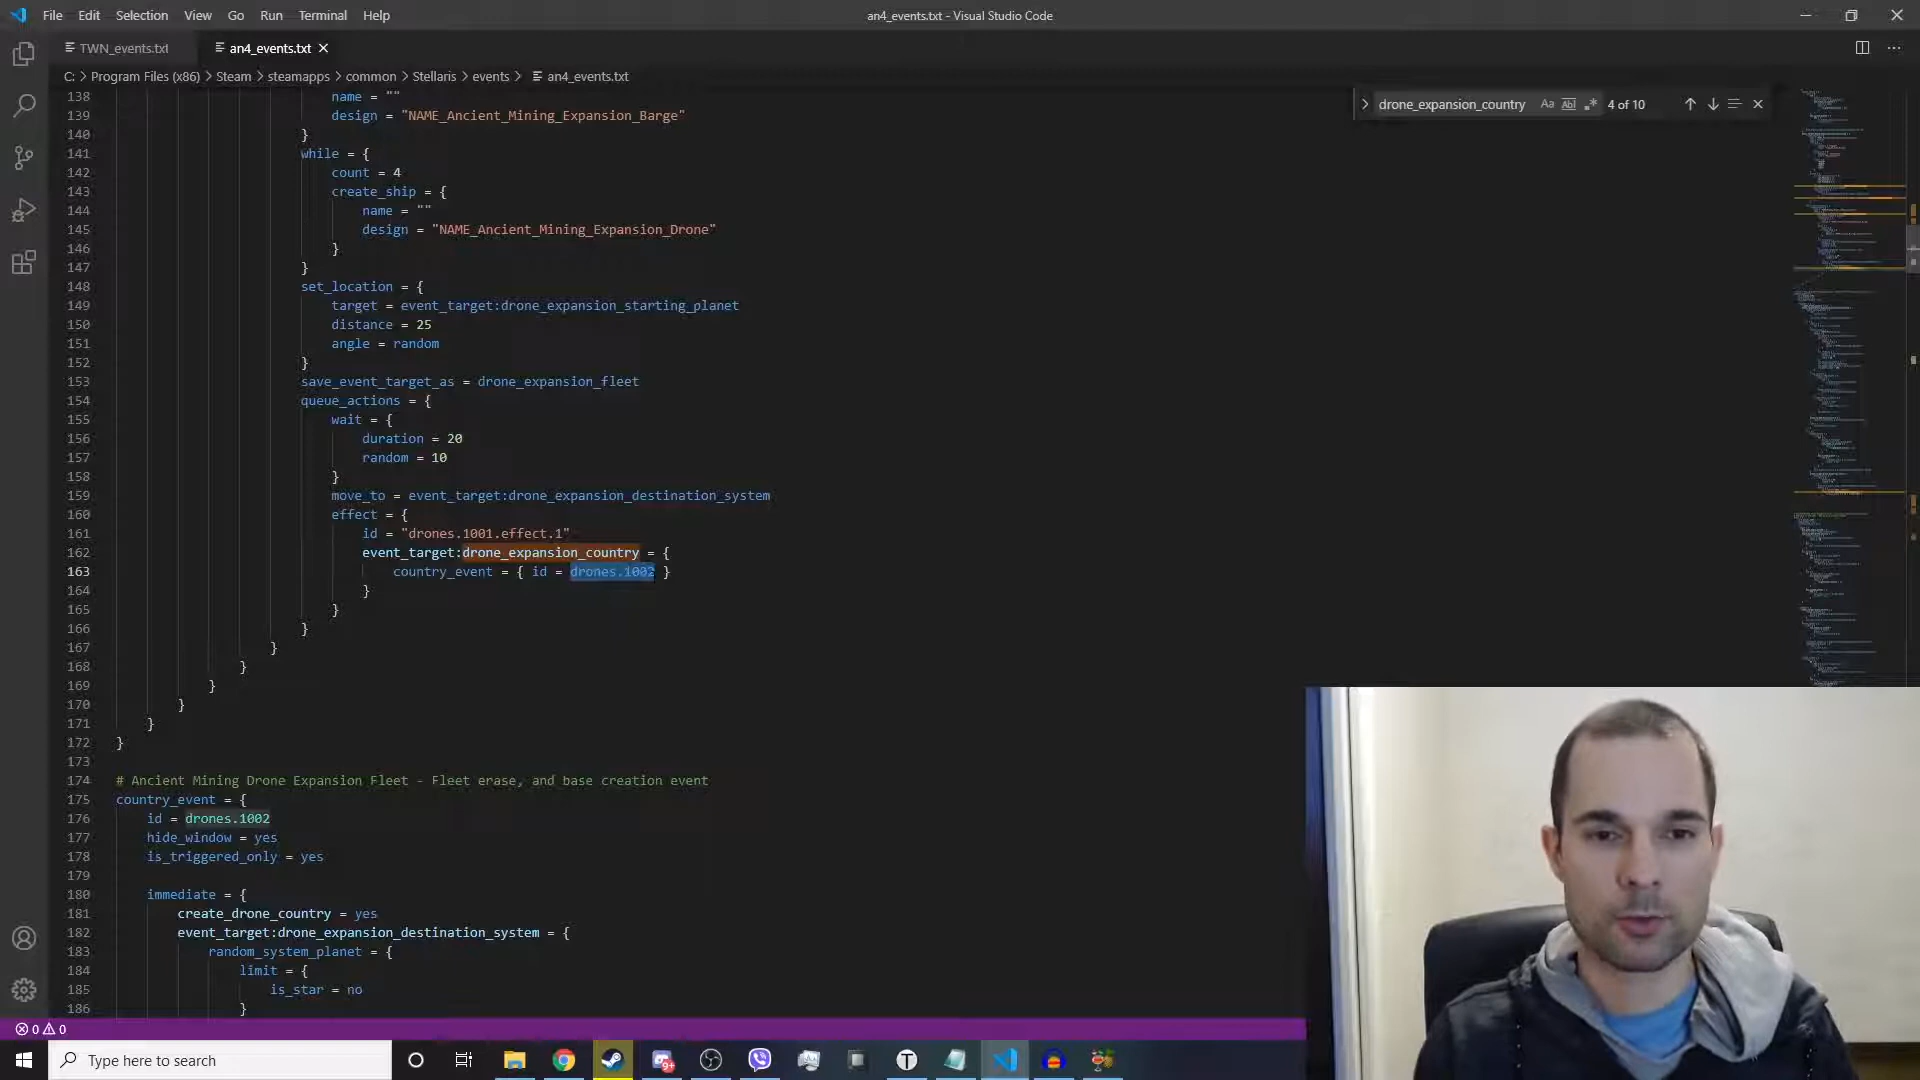 File Edit Selection View Go Run Terminal Help
an4_events.txt - Visual Studio Code
TWN_events.txt an4_events.txt
C: > Program Files (x86) > Steam > steamapps > common > Stellaris > events > an4_events.txt
drone_expansion_country Aa Abl .* 4 of 10
138 name = ""
139 design = "NAME_Ancient_Mining_Expansion_Barge"
140 }
141 while = {
142 count = 4
143 create_ship = {
144 name = ""
145 design = "NAME_Ancient_Mining_Expansion_Drone"
146 }
147 }
148 set_location = {
149 target = event_target:drone_expansion_starting_planet
150 distance = 25
151 angle = random
152 }
153 save_event_target_as = drone_expansion_fleet
154 queue_actions = {
155 wait = {
156 duration = 20
157 random = 10
158 }
159 move_to = event_target:drone_expansion_destination_system
160 effect = {
161 id = "drones.1001.effect.1"
162 event_target:drone_expansion_country = {
163 country_event = { id = drones.1002 }
164 }
165 }
166 }
167 }
168 }
169 }
170 }
171 }
172 }
173
174 # Ancient Mining Drone Expansion Fleet - Fleet erase, and base creation event
175 country_event = {
176 id = drones.1002
177 hide_window = yes
178 is_triggered_only = yes
179
180 immediate = {
181 create_drone_country = yes
182 event_target:drone_expansion_destination_system = {
183 random_system_planet = {
184 limit = {
185 is_star = no
186 }
0 0
Type here to search